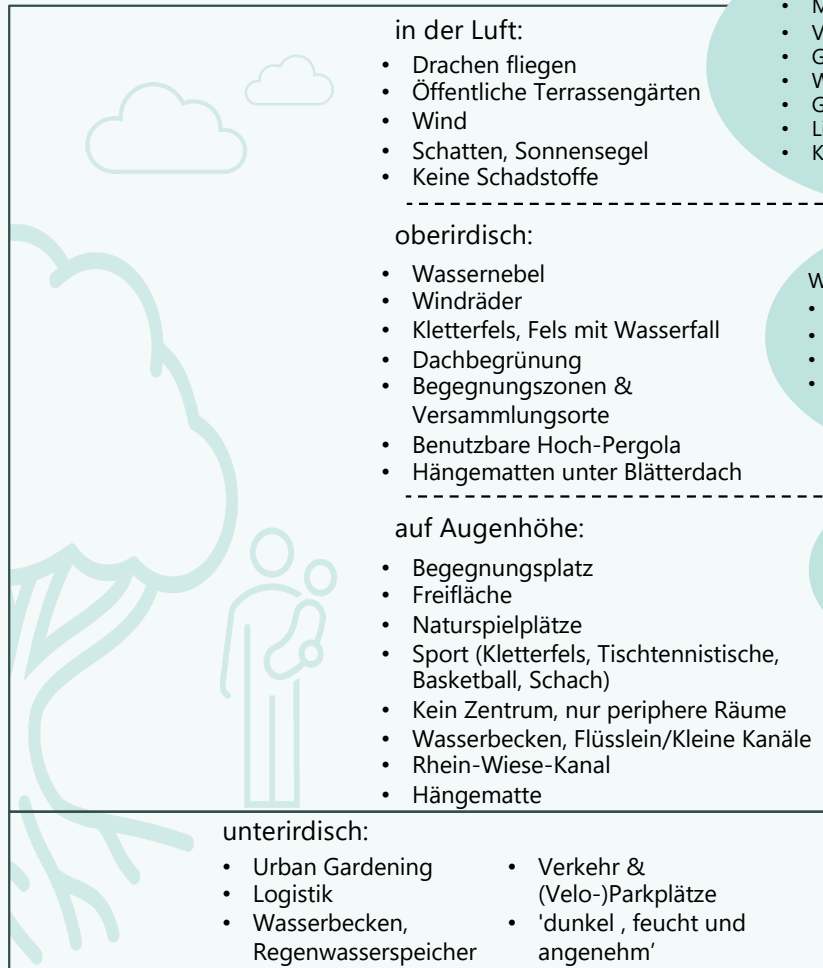 in der Luft:
• Drachen fliegen
• Öffentliche Terrassengärten
• Wind
• Schatten, Sonnensegel
• Keine Schadstoffe
oberirdisch:
• Wassernebel
• Windräder
• Kletterfels, Fels mit Wasserfall
• Dachbegrünung
• Begegnungszonen &
Versammlungsorte
• Benutzbare Hoch-Pergola
• Hängematten unter Blätterdach
auf Augenhöhe:
• Begegnungsplatz
• Freifläche
• Naturspielplätze
• Sport (Kletterfels, Tischtennistische,
Basketball, Schach)
• Kein Zentrum, nur periphere Räume
• Wasserbecken, Flüsslein/Kleine Kanäle
• Rhein-Wiese-Kanal
• Hängematte
unterirdisch:
• Urban Gardening
• Logistik
• Wasserbecken,
Regenwasserspeicher
• Verkehr &
(Velo-)Parkplätze
• 'dunkel , feucht und
angenehm’